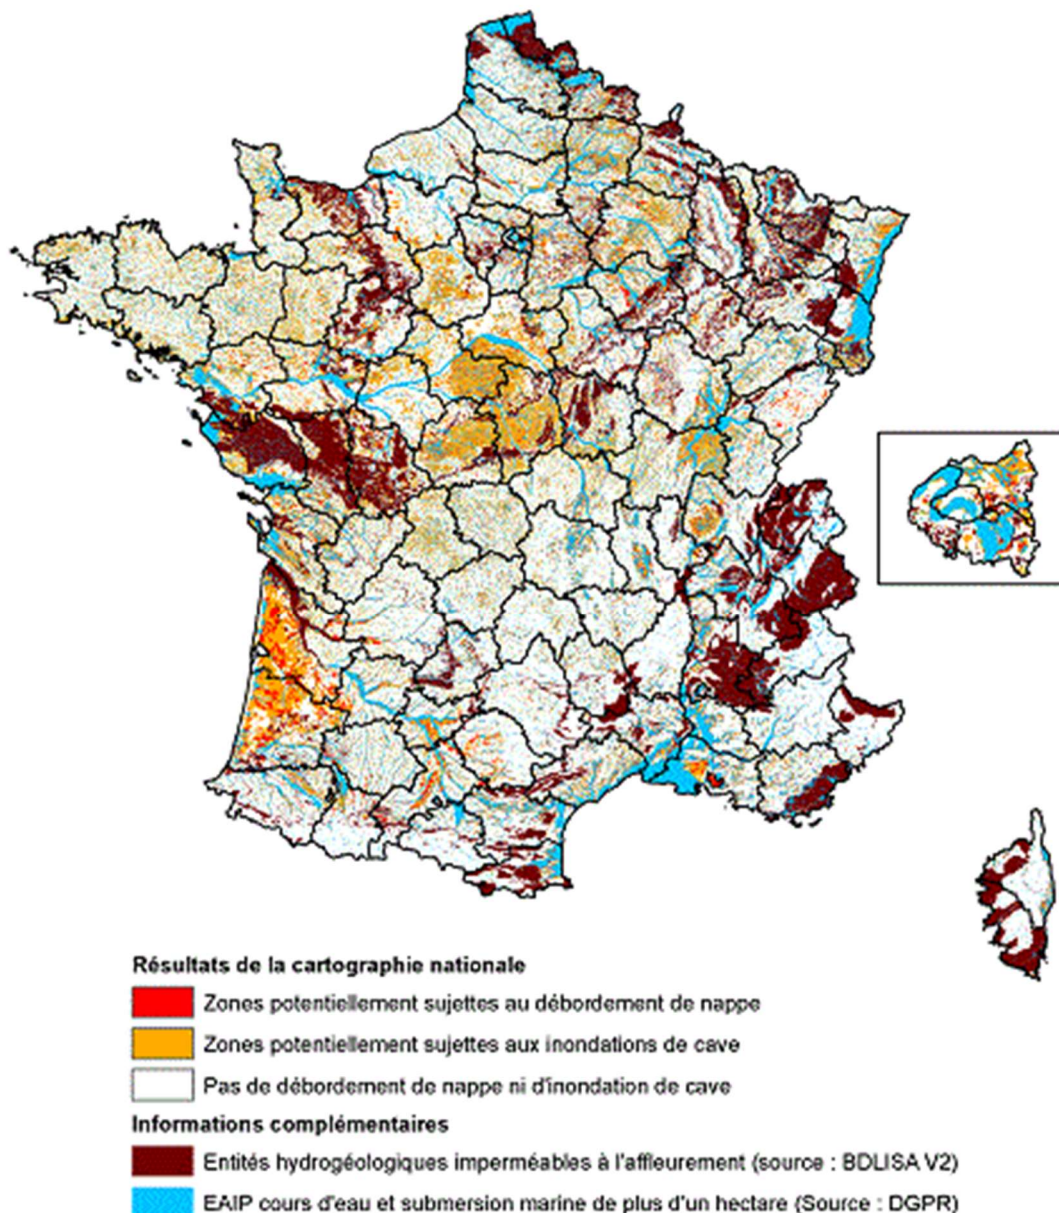 Résultats de la cartographie nationale
Zones potentiellement sujettes au débordement de nappe
Zones potentiellement sujettes aux inondations de cave
Pas de débordement de nappe ni d'inondation de cave
Informations complémentaires
Entités hydrogéologiques imperméables à l'affleurement (source : BDLISA V2)
EAIP cours d'eau et submersion marine de plus d'un hectare (Source : DGPR)